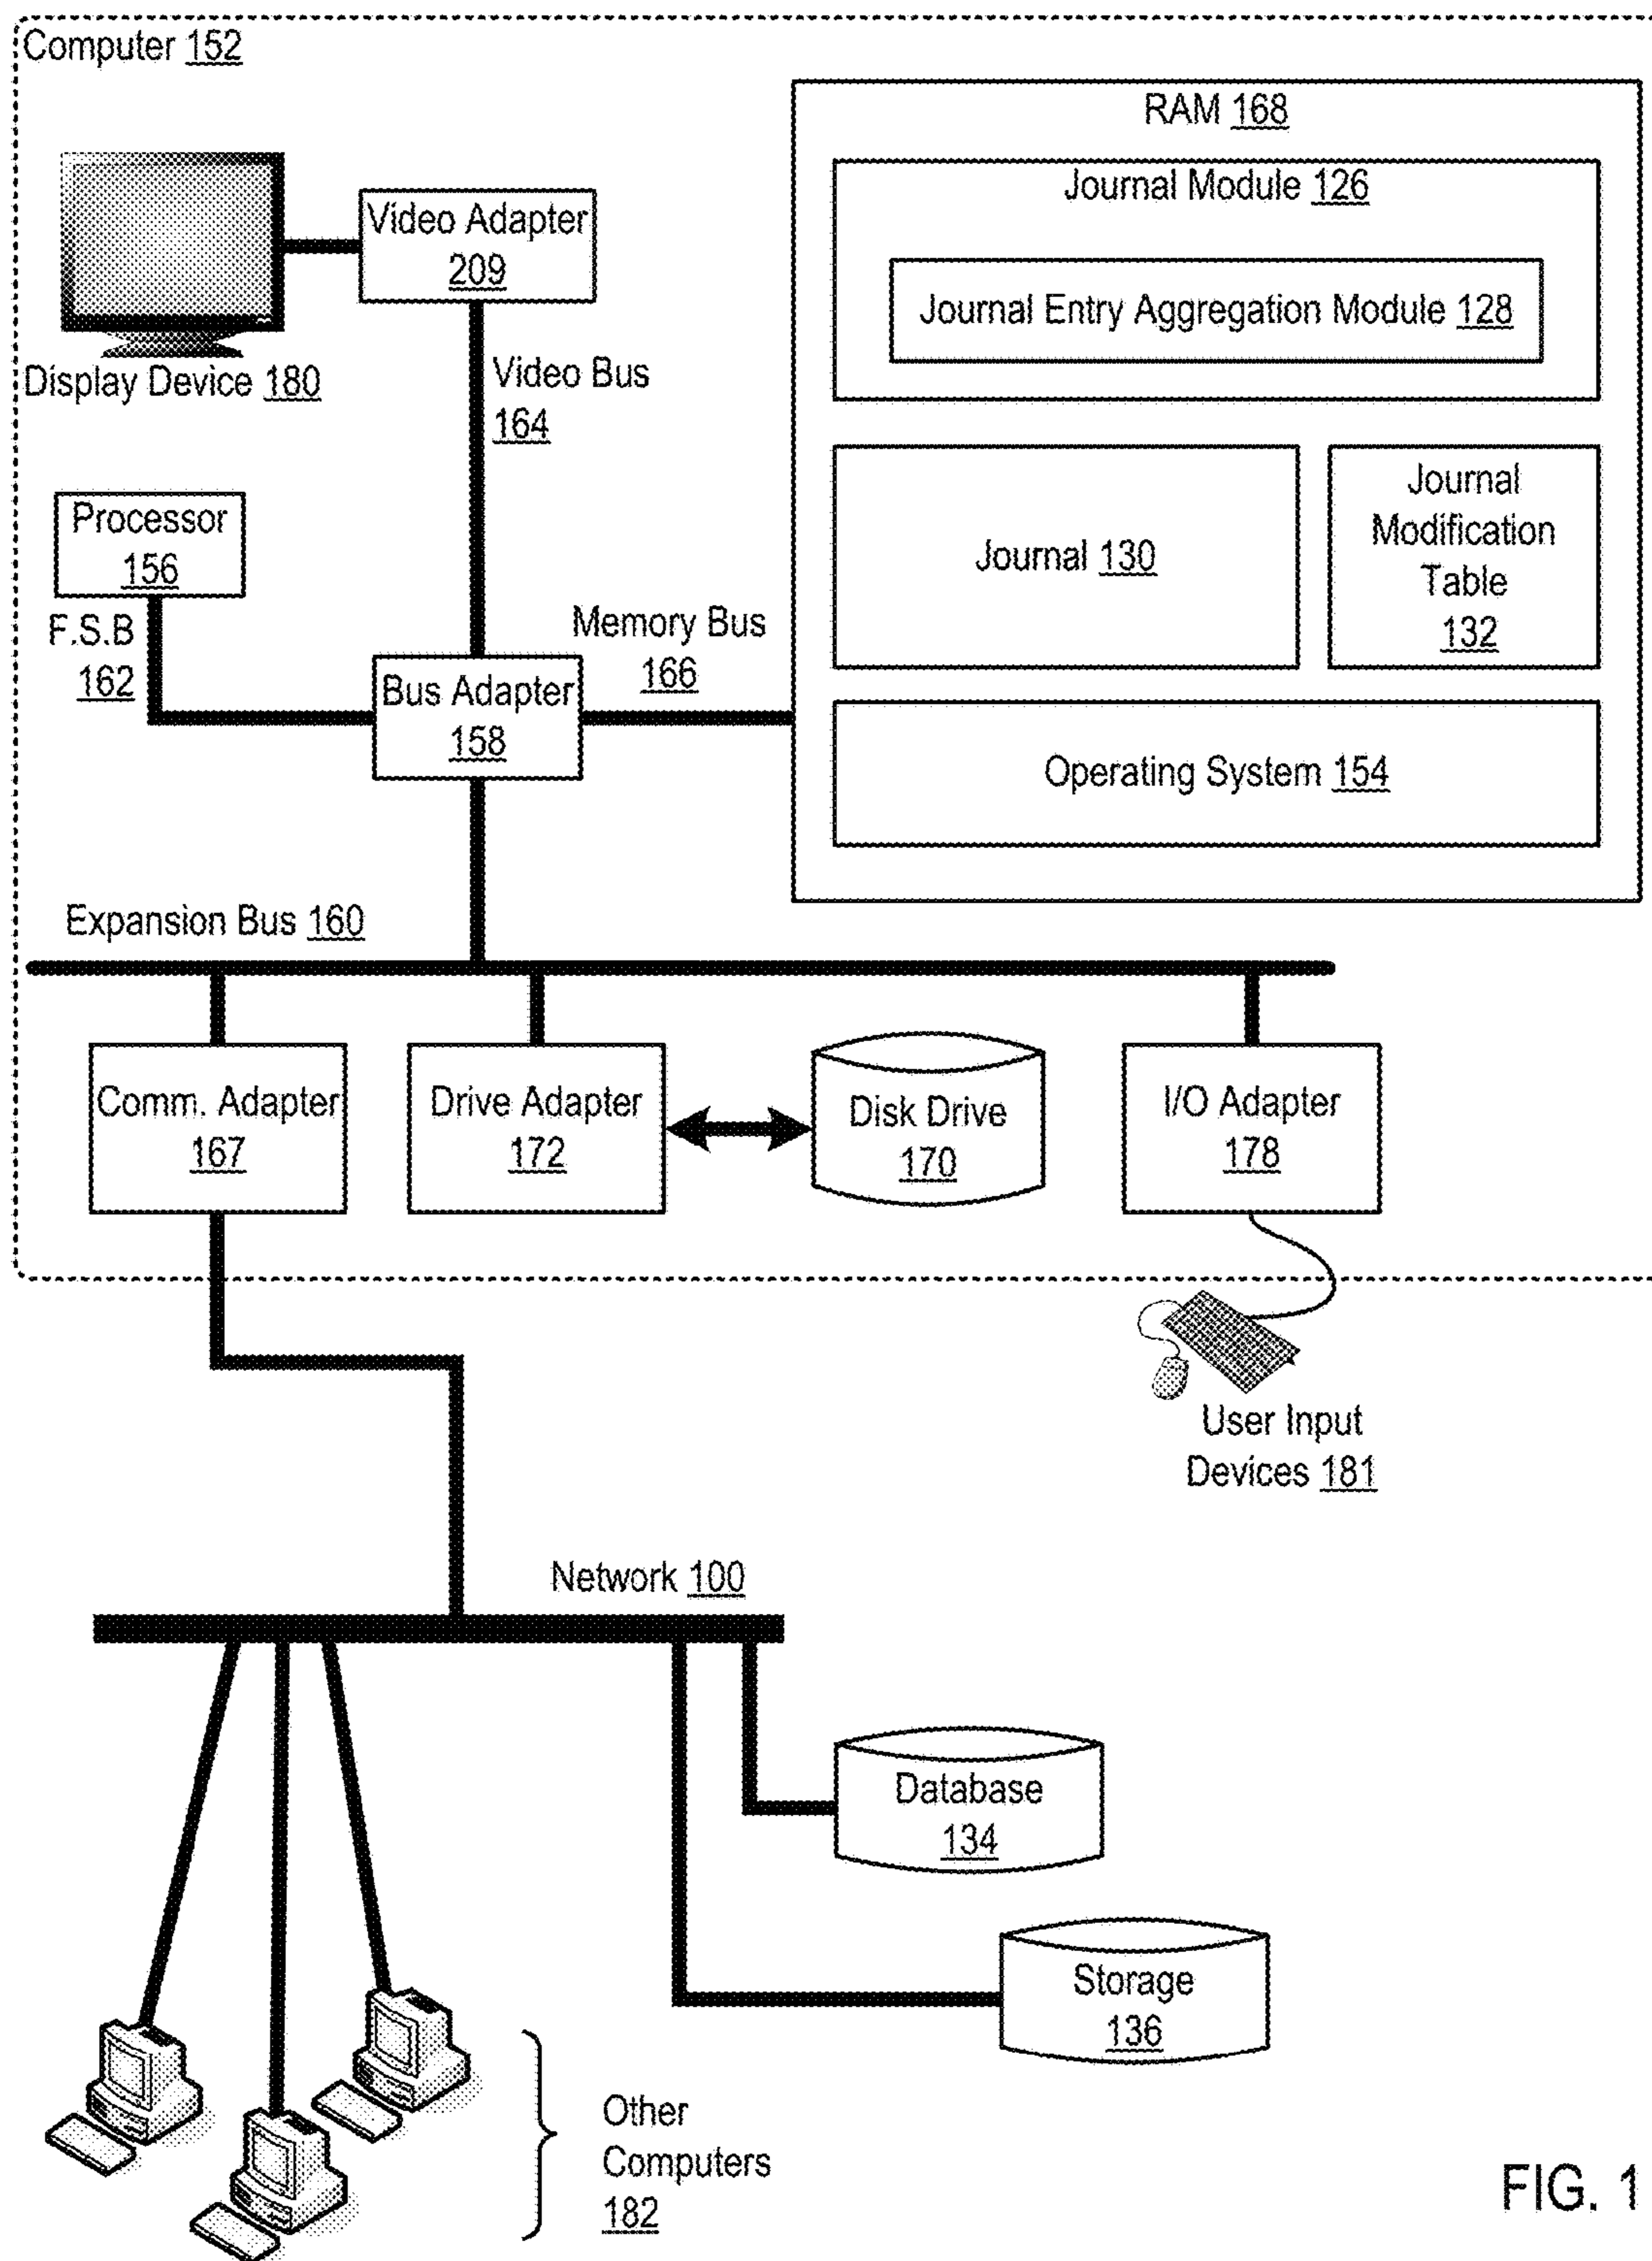 Computer 152
RAM 168
Journal Module 126
Journal Entry Aggregation Module 128
Video Adapter
209
Display Device 180
Video Bus
164
Journal 130
Journal
Modification
Table
132
Processor
156
F.S.B
162
Memory Bus
166
Bus Adapter
158
Operating System 154
Expansion Bus 160
Comm. Adapter
167
Drive Adapter
172
Disk Drive
170
I/O Adapter
178
User Input
Devices 181
Network 100
Database
134
Storage
136
Other
Computers
182
FIG. 1